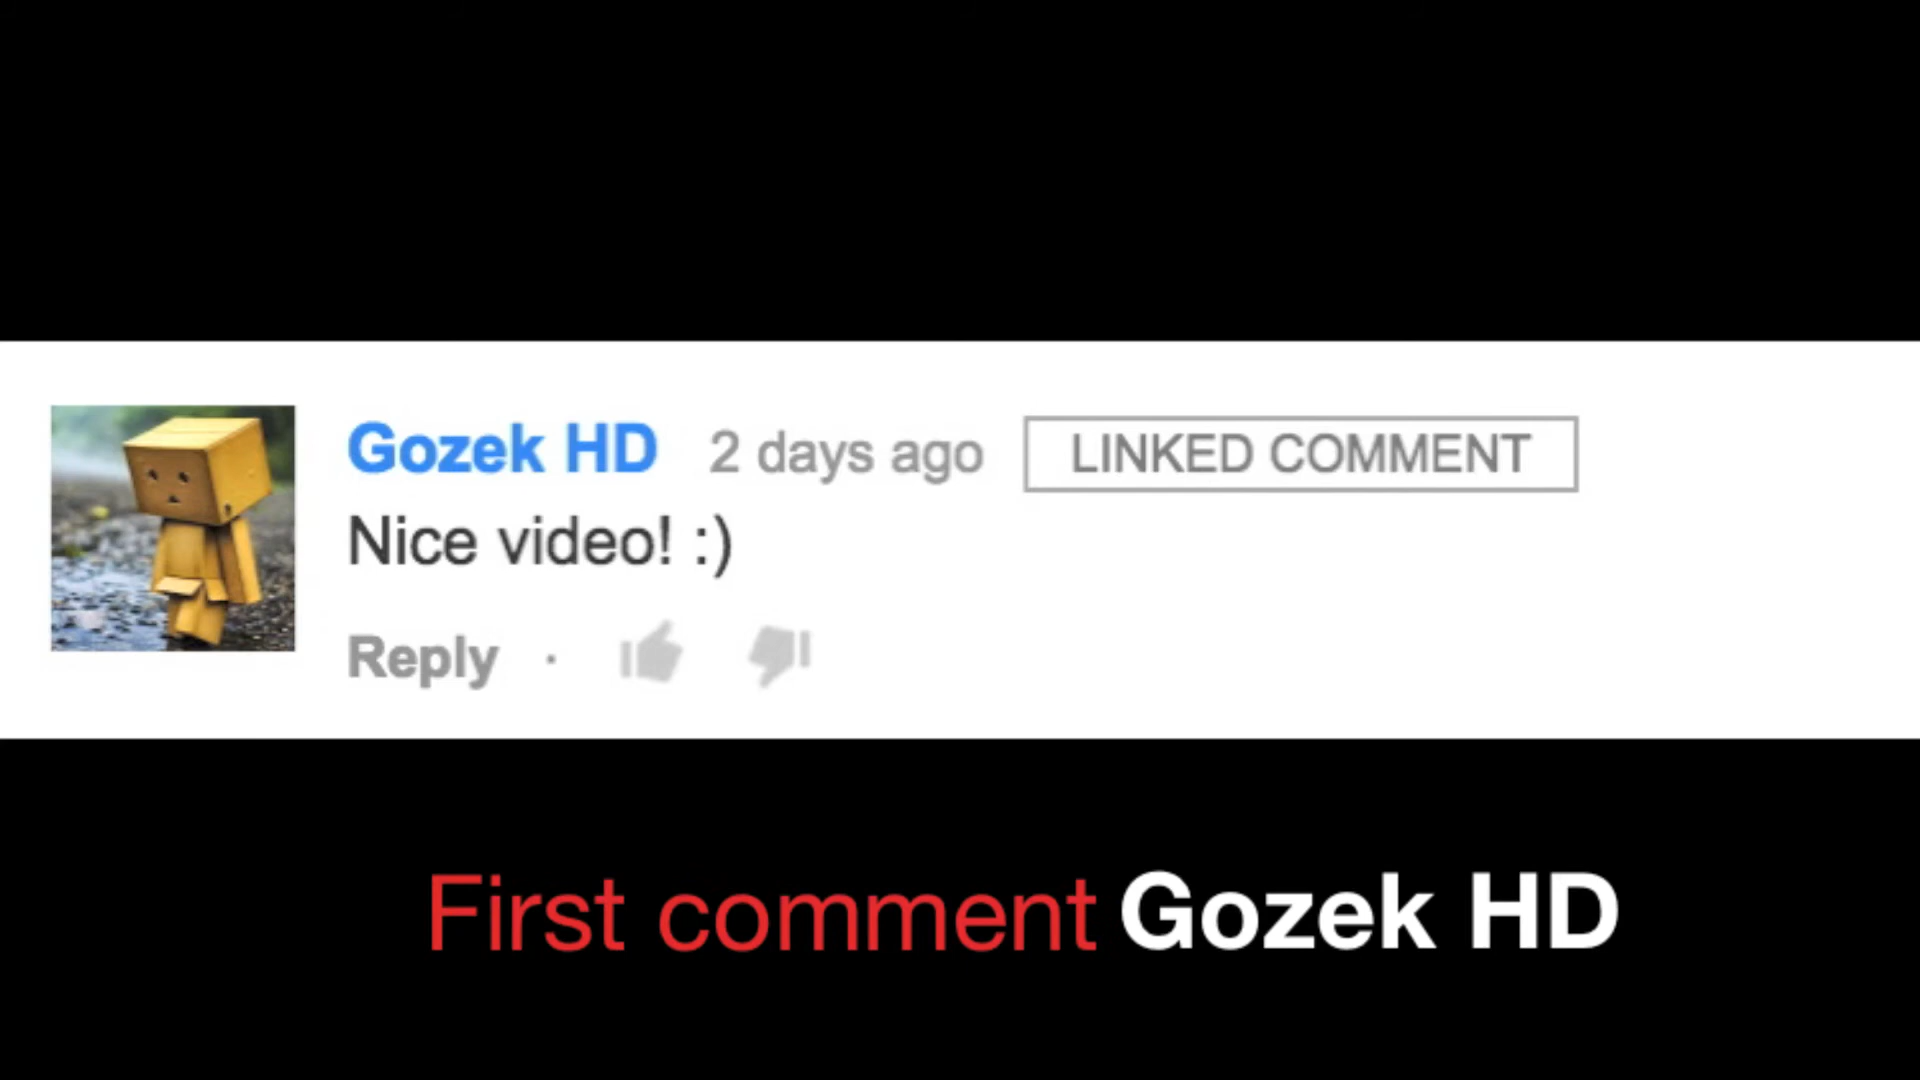 Gozek HD 2 days ago LINKED COMMENT
Nice video! :)
Reply ·
First comment Gozek HD